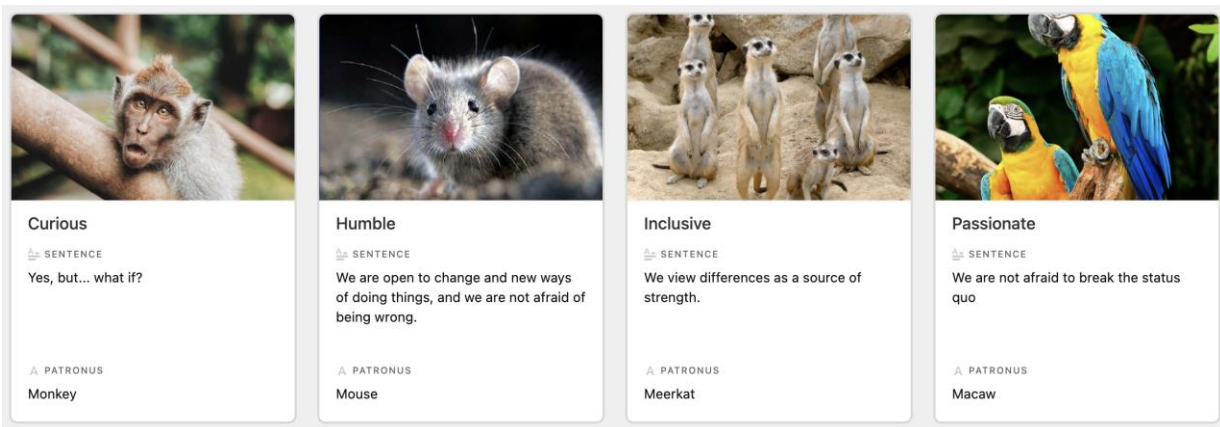 Curious
SENTENCE
Yes, but... what if?
PATRONUS
Monkey
Humble
SENTENCE
We are open to change and new ways
of doing things, and we are not afraid of
being wrong.
PATRONUS
Mouse
Inclusive
SENTENCE
We view differences as a source of
strength.
PATRONUS
Meerkat
Passionate
SENTENCE
We are not afraid to break the status
quo
PATRONUS
Macaw